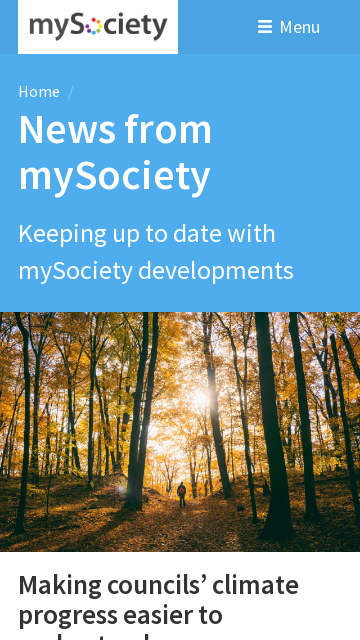 mySociety
Menu
Home /
News from
mySociety
Keeping up to date with
mySociety developments
Making councils’ climate
progress easier to